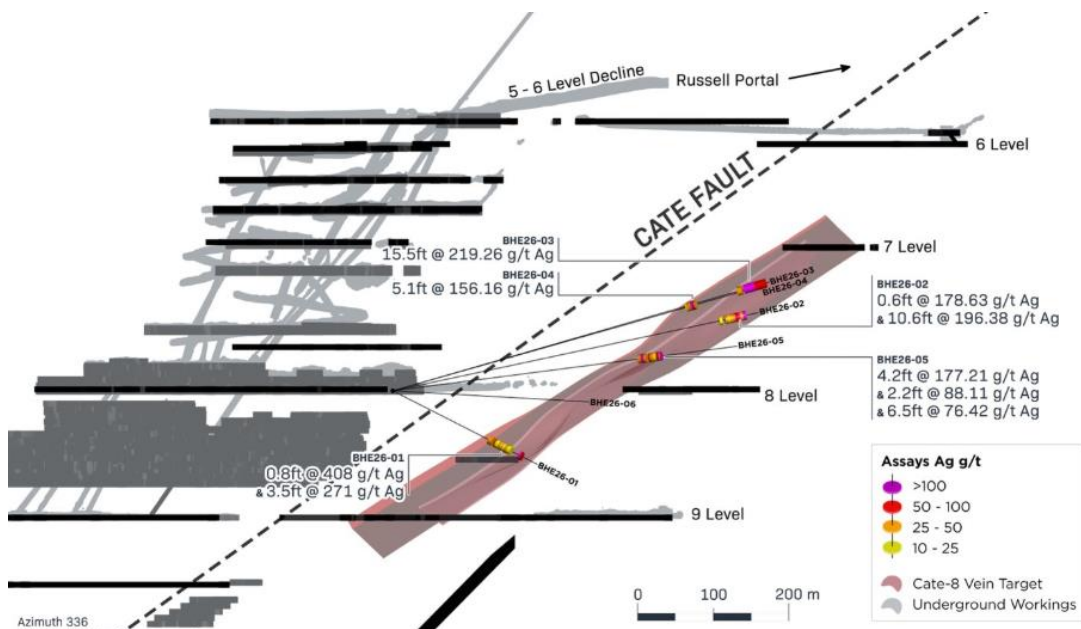 5 - 6 Level Decline
Russell Portal
6 Level
CATE FAULT
BHE26-03
15.5ft @ 219.26 g/t Ag
BHE26-04
5.1ft @ 156.16 g/t Ag
7 Level
BHE26-03
BHE26-04
BHE26-02
BHE26-02
0.6ft @ 178.63 g/t Ag
& 10.6ft @ 196.38 g/t Ag
BHE26-05
BHE26-05
4.2ft @ 177.21 g/t Ag
& 2.2ft @ 88.11 g/t Ag
& 6.5ft @ 76.42 g/t Ag
8 Level
BHE26-06
BHE26-01
0.8ft @ 408 g/t Ag
& 3.5ft @ 271 g/t Ag
BHE26-01
9 Level
Assays Ag g/t
>100
50 - 100
25 - 50
10 - 25
Cate-8 Vein Target
Underground Workings
0 100 200 m
Azimuth 336